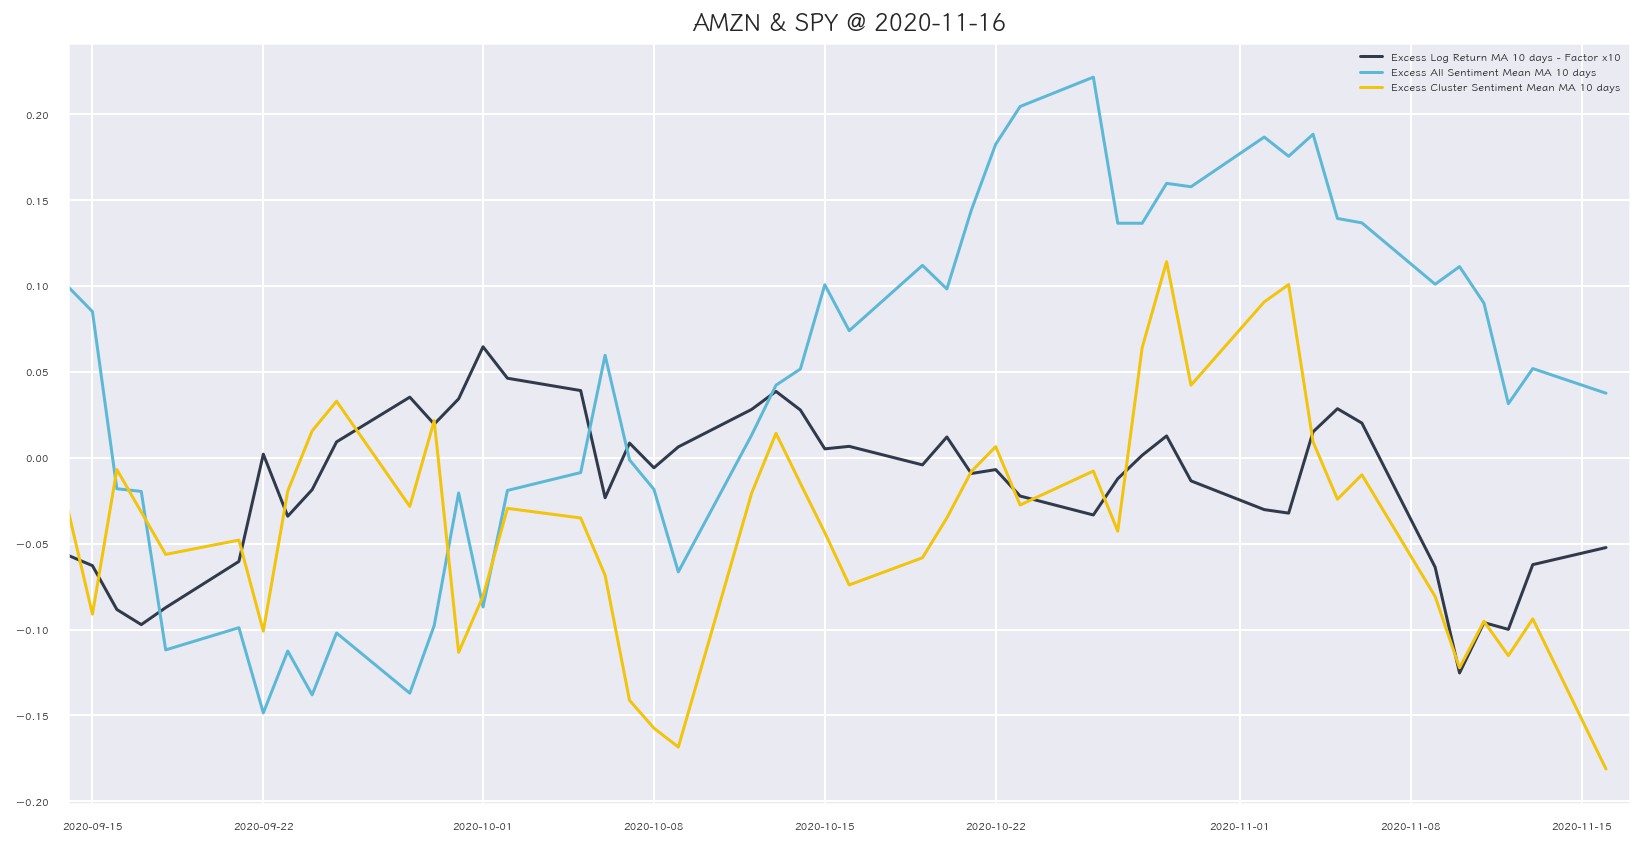 AMZN & SPY @ 2020-11-16
Excess Log Return MA 10 days - Factor x10
Excess All Sentiment Mean MA 10 days
Excess Cluster Sentiment Mean MA 10 days
0.20
0.15
0.10
0.05
0.00
−0.05
−0.10
−0.15
−0.20
2020-09-15 2020-09-22 2020-10-01 2020-10-08 2020-10-15 2020-10-22 2020-11-01 2020-11-08 2020-11-15